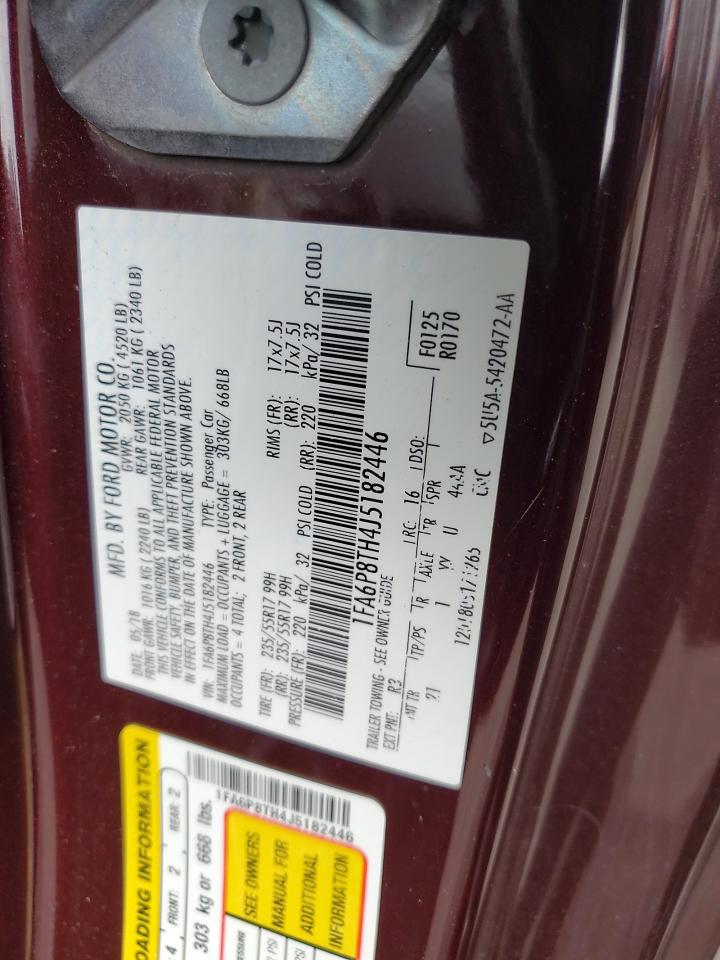 MFD. BY FORD MOTOR CO.
DATE: 05/18 GVWR: 2050 KG ( 4520 LB)
FRONT GAWR: 1016 KG ( 2240 LB) REAR GAWR: 1061 KG ( 2340 LB)
THIS VEHICLE CONFORMS TO ALL APPLICABLE FEDERAL MOTOR
VEHICLE SAFETY, BUMPER, AND THEFT PREVENTION STANDARDS
IN EFFECT ON THE DATE OF MANUFACTURE SHOWN ABOVE.
VIN: 1FA6P8TH4J5182446 TYPE: Passenger Car
MAXIMUM LOAD = OCCUPANTS + LUGGAGE = 303KG/ 668LB
OCCUPANTS = 4 TOTAL; 2 FRONT, 2 REAR
TIRE (FR): 235/55R17 99H RIMS (FR): 17x7.5J
(RR): 235/55R17 99H (RR): 17x7.5J
PRESSURE (FR): 220 kPa/ 32 PSI COLD (RR): 220 kPa/ 32 PSI COLD
1FA6P8TH4J5182446
TRAILER TOWING - SEE OWNER GUIDE
EXT PNT: R3 RC: 16 DSO: F0125
R0170
INT TR TP/PS R AXLE TR SPR
21 1 YY U
5U5A-5420472-AA
LOADING INFORMATION
4 FRONT: 2 REAR: 2
303 kg or 668 lbs.
1FA6P8TH4J5182446
SEE OWNERS
MANUAL FOR
ADDITIONAL
INFORMATION